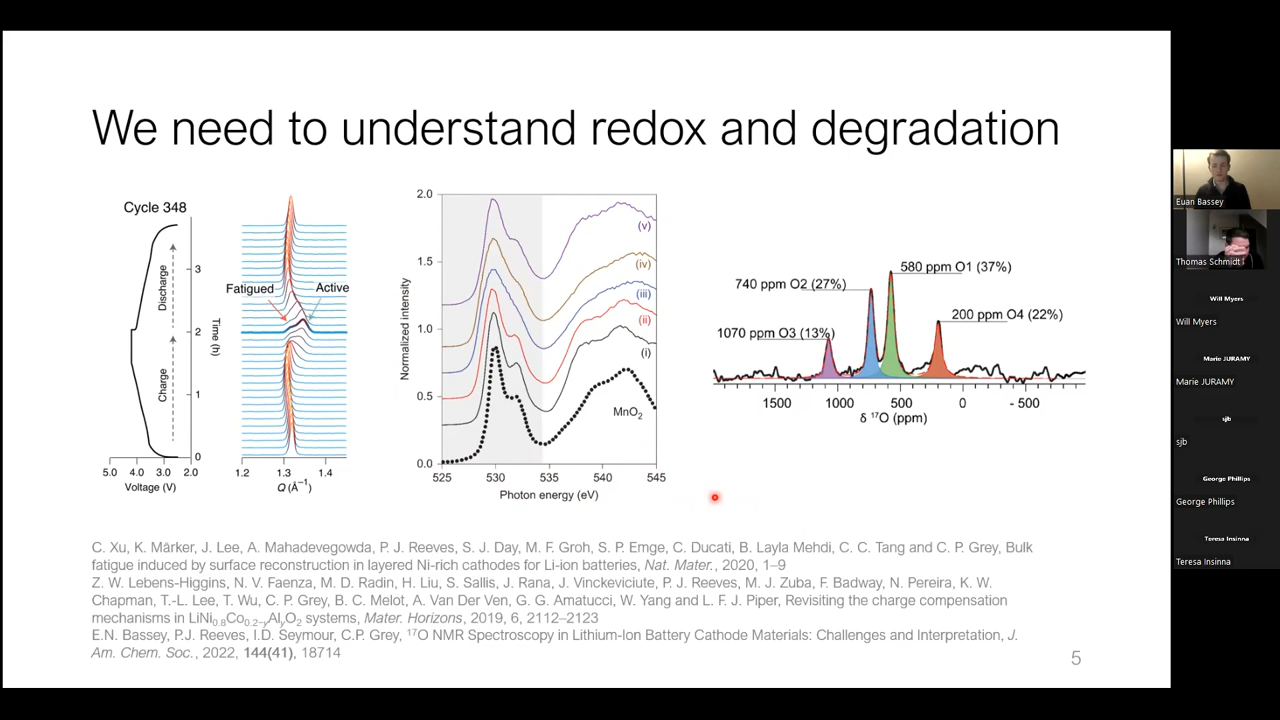 We need to understand redox and degradation
Cycle 348
Discharge
Charge
3
2
1
0
Time (h)
5.0 4.0 3.0 2.0
Voltage (V)
Fatigued
Active
1.2 1.3 1.4
Q (Å⁻¹)
2.0
1.5
1.0
0.5
0.0
Normalized intensity
(v)
(iv)
(iii)
(ii)
(i)
MnO₂
525 530 535 540 545
Photon energy (eV)
580 ppm O1 (37%)
740 ppm O2 (27%)
200 ppm O4 (22%)
1070 ppm O3 (13%)
1500 1000 500 0 - 500
δ ¹⁷O (ppm)
C. Xu, K. Märker, J. Lee, A. Mahadevegowda, P. J. Reeves, S. J. Day, M. F. Groh, S. P. Emge, C. Ducati, B. Layla Mehdi, C. C. Tang and C. P. Grey, Bulk
fatigue induced by surface reconstruction in layered Ni-rich cathodes for Li-ion batteries, Nat. Mater., 2020, 1–9
Z. W. Lebens-Higgins, N. V. Faenza, M. D. Radin, H. Liu, S. Sallis, J. Rana, J. Vinckeviciute, P. J. Reeves, M. J. Zuba, F. Badway, N. Pereira, K. W.
Chapman, T.-L. Lee, T. Wu, C. P. Grey, B. C. Melot, A. Van Der Ven, G. G. Amatucci, W. Yang and L. F. J. Piper, Revisiting the charge compensation
mechanisms in LiNi₀.₈Co₀.₂₋yAlyO₂ systems, Mater. Horizons, 2019, 6, 2112–2123
E.N. Bassey, P.J. Reeves, I.D. Seymour, C.P. Grey, ¹⁷O NMR Spectroscopy in Lithium-Ion Battery Cathode Materials: Challenges and Interpretation, J.
Am. Chem. Soc., 2022, 144(41), 18714
5
Euan Bassey
Thomas Schmidt
Will Myers
Will Myers
Marie JURAMY
Marie JURAMY
sjb
sjb
George Phillips
George Phillips
Teresa Insinna
Teresa Insinna